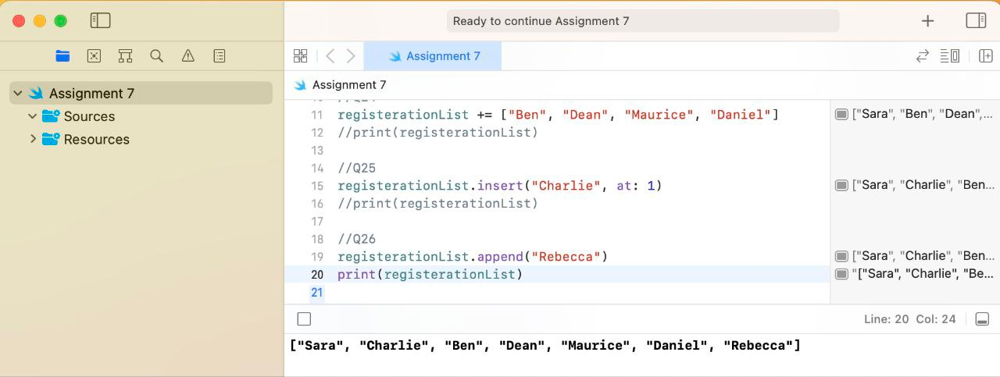 Ready to continue Assignment 7
Assignment 7
Assignment 7
Assignment 7
Sources
Resources
11 registerationList += ["Ben", "Dean", "Maurice", "Daniel"] ["Sara", "Ben", "Dean",...
12 //print(registerationList)
13
14 //Q25
15 registerationList.insert("Charlie", at: 1) ["Sara", "Charlie", "Ben...
16 //print(registerationList)
17
18 //Q26
19 registerationList.append("Rebecca") ["Sara", "Charlie", "Ben...
20 print(registerationList) "["Sara", "Charlie", "Be...
21
Line: 20 Col: 24
["Sara", "Charlie", "Ben", "Dean", "Maurice", "Daniel", "Rebecca"]